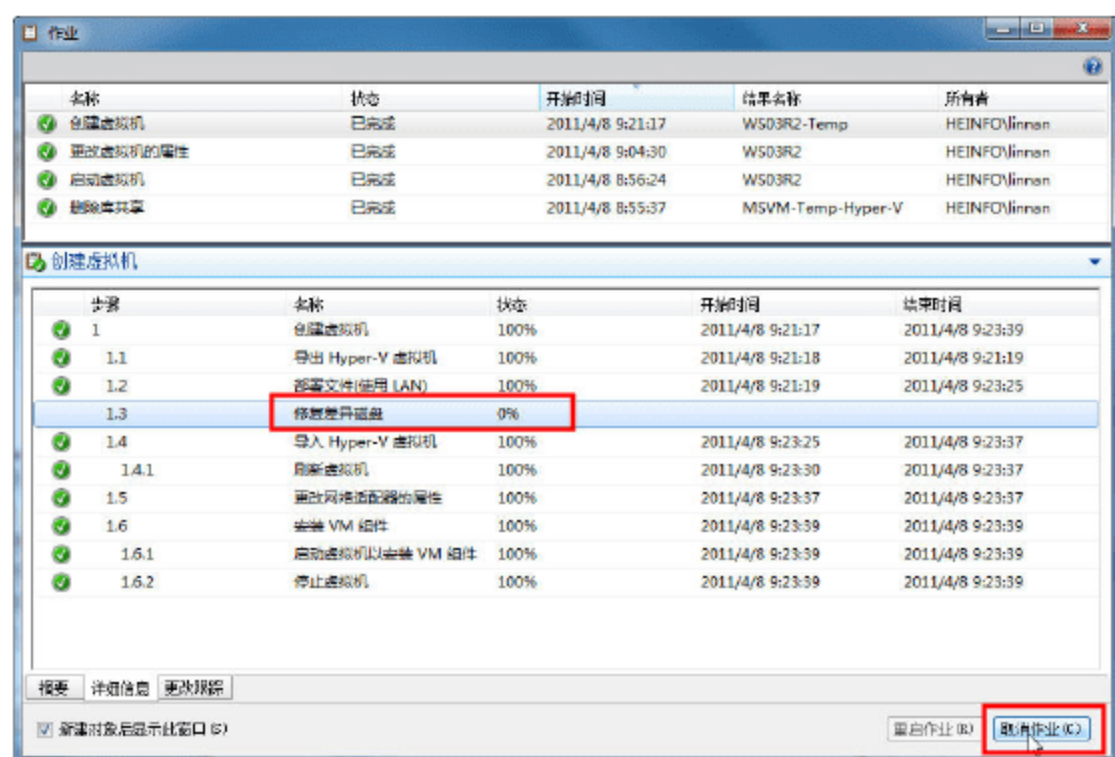 作业
名称 状态 开始时间 结果名称 所有者
创建虚拟机 已完成 2011/4/8 9:21:17 WS03R2-Temp HEINFO\linnan
更改虚拟机的属性 已完成 2011/4/8 9:04:30 WS03R2 HEINFO\linnan
启动虚拟机 已完成 2011/4/8 8:56:24 WS03R2 HEINFO\linnan
删除库共享 已完成 2011/4/8 8:55:37 MSVM-Temp-Hyper-V HEINFO\linnan
创建虚拟机
步骤 名称 状态 开始时间 结束时间
1 创建虚拟机 100% 2011/4/8 9:21:17 2011/4/8 9:23:39
1.1 导出 Hyper-V 虚拟机 100% 2011/4/8 9:21:18 2011/4/8 9:21:19
1.2 部署文件(使用 LAN) 100% 2011/4/8 9:21:19 2011/4/8 9:23:25
1.3 修复差异磁盘 0%
1.4 导入 Hyper-V 虚拟机 100% 2011/4/8 9:23:25 2011/4/8 9:23:37
1.4.1 刷新虚拟机 100% 2011/4/8 9:23:30 2011/4/8 9:23:37
1.5 更改网络适配器的属性 100% 2011/4/8 9:23:37 2011/4/8 9:23:37
1.6 安装 VM 组件 100% 2011/4/8 9:23:39 2011/4/8 9:23:39
1.6.1 启动虚拟机以安装 VM 组件 100% 2011/4/8 9:23:39 2011/4/8 9:23:39
1.6.2 停止虚拟机 100% 2011/4/8 9:23:39 2011/4/8 9:23:39
摘要 详细信息 更改跟踪
新建对象后显示此窗口(S) 重启作业(R) 取消作业(C)